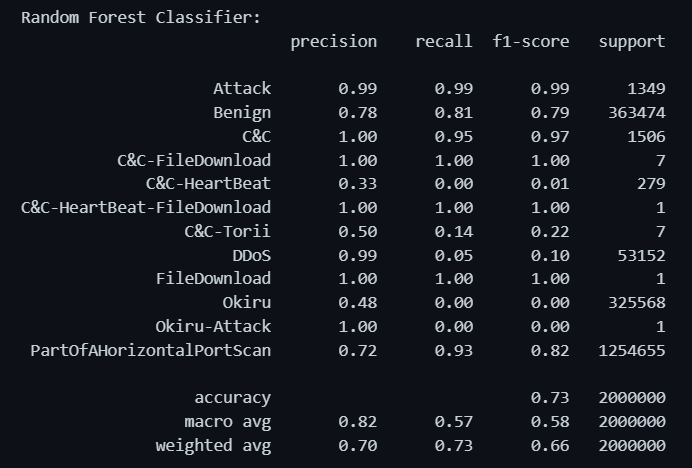 Random Forest Classifier:
precision recall f1-score support
Attack 0.99 0.99 0.99 1349
Benign 0.78 0.81 0.79 363474
C&C 1.00 0.95 0.97 1506
C&C-FileDownload 1.00 1.00 1.00 7
C&C-HeartBeat 0.33 0.00 0.01 279
C&C-HeartBeat-FileDownload 1.00 1.00 1.00 1
C&C-Torii 0.50 0.14 0.22 7
DDoS 0.99 0.05 0.10 53152
FileDownload 1.00 1.00 1.00 1
Okiru 0.48 0.00 0.00 325568
Okiru-Attack 1.00 0.00 0.00 1
PartOfAHorizontalPortScan 0.72 0.93 0.82 1254655
accuracy 0.73 2000000
macro avg 0.82 0.57 0.58 2000000
weighted avg 0.70 0.73 0.66 2000000